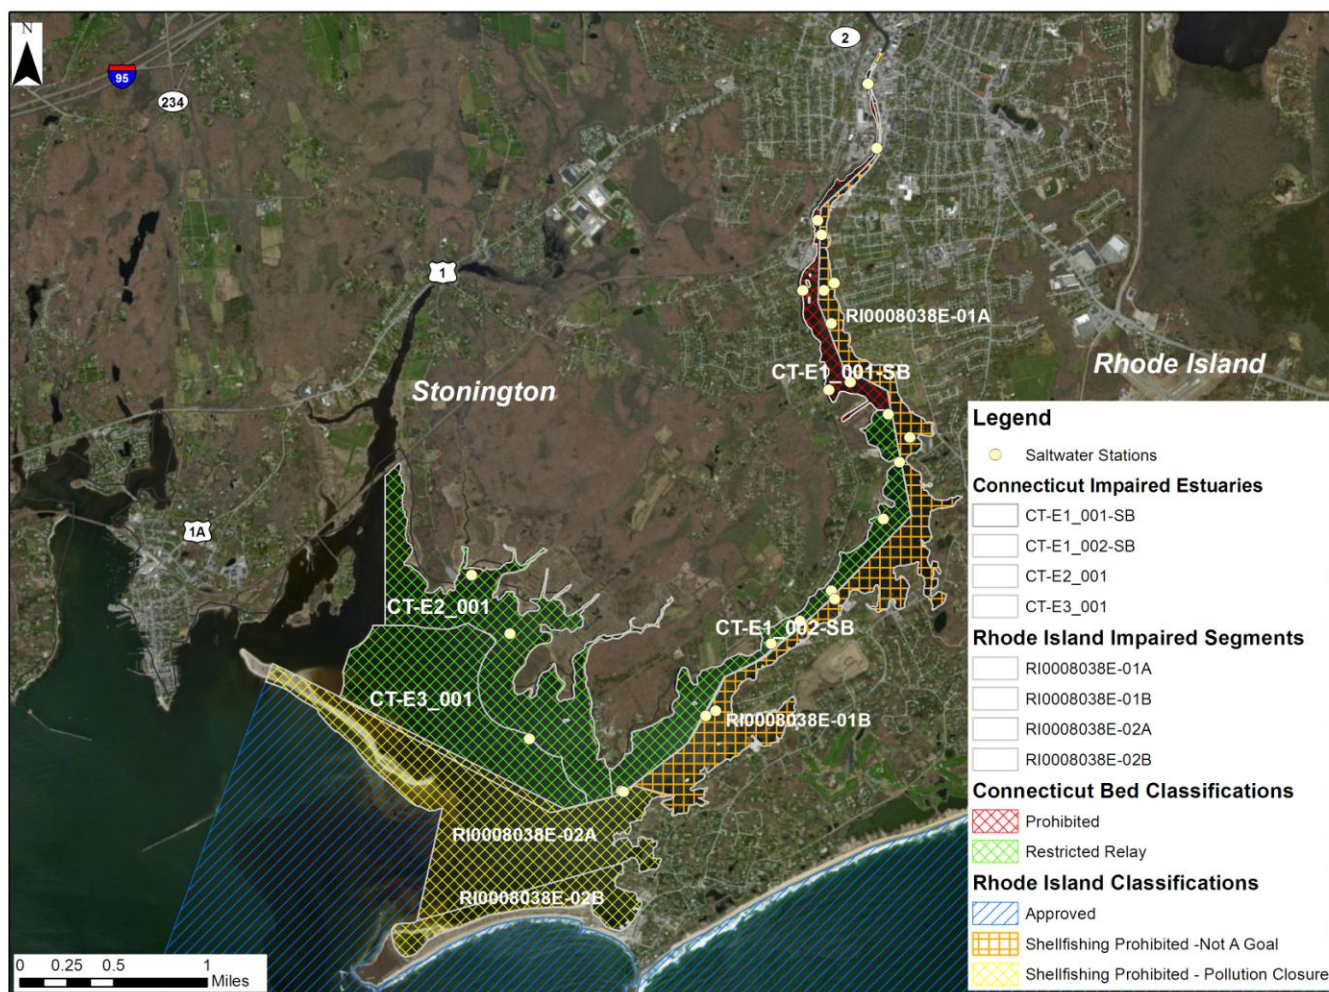 N
2
95
234
1
RI0008038E-01A
CT-E1_001-SB
Stonington
Rhode Island
1A
CT-E2_001
CT-E1_002-SB
CT-E3_001
RI0008038E-01B
RI0008038E-02A
RI0008038E-02B
0 0.25 0.5 1
Miles
Legend
Saltwater Stations
Connecticut Impaired Estuaries
CT-E1_001-SB
CT-E1_002-SB
CT-E2_001
CT-E3_001
Rhode Island Impaired Segments
RI0008038E-01A
RI0008038E-01B
RI0008038E-02A
RI0008038E-02B
Connecticut Bed Classifications
Prohibited
Restricted Relay
Rhode Island Classifications
Approved
Shellfishing Prohibited -Not A Goal
Shellfishing Prohibited - Pollution Closure